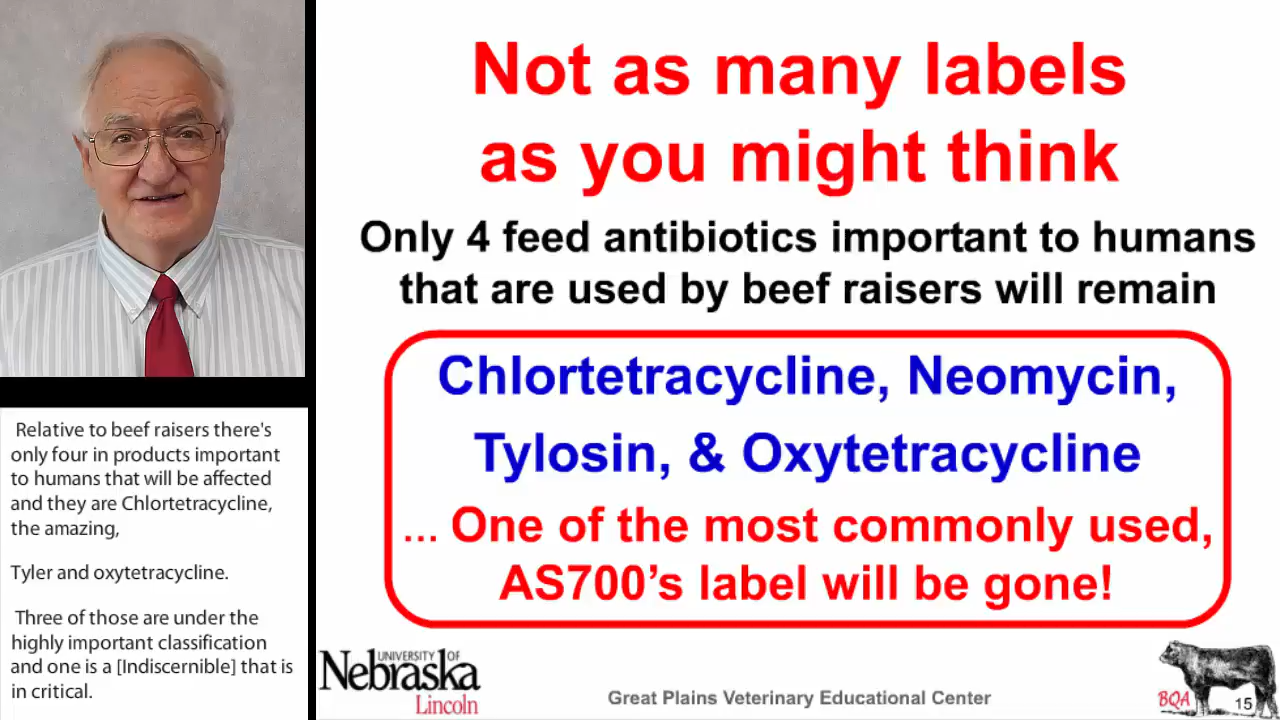 Not as many labels
as you might think
Only 4 feed antibiotics important to humans
that are used by beef raisers will remain
Chlortetracycline, Neomycin,
Tylosin, & Oxytetracycline
... One of the most commonly used,
AS700’s label will be gone!
Relative to beef raisers there's
only four in products important
to humans that will be affected
and they are Chlortetracycline,
the amazing,
Tyler and oxytetracycline.
Three of those are under the
highly important classification
and one is a [Indiscernible] that is
in critical.
UNIVERSITY OF
Nebraska
Lincoln
Great Plains Veterinary Educational Center
BQA
15